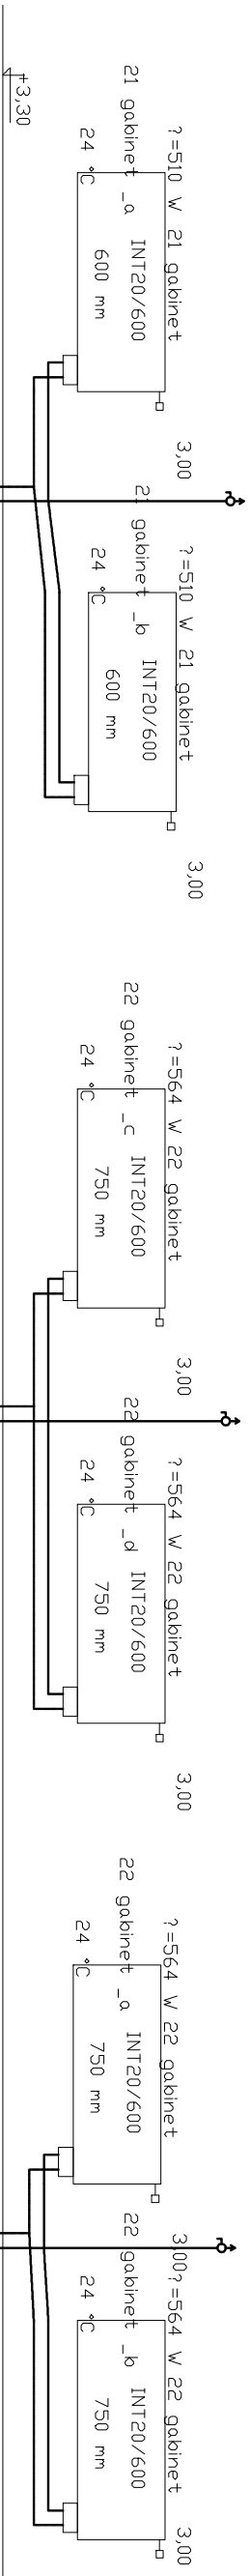 +3,30
21 gabinet _a
?=510 W 21 gabinet
INT20/600
600 mm
24 °C
3,00
21 gabinet _b
?=510 W 21 gabinet
INT20/600
600 mm
24 °C
3,00
22 gabinet _c
?=564 W 22 gabinet
INT20/600
750 mm
24 °C
3,00
22 gabinet _d
?=564 W 22 gabinet
INT20/600
750 mm
24 °C
3,00
22 gabinet _a
?=564 W 22 gabinet
INT20/600
750 mm
24 °C
3,00
22 gabinet _b
?=564 W 22 gabinet
INT20/600
750 mm
24 °C
3,00